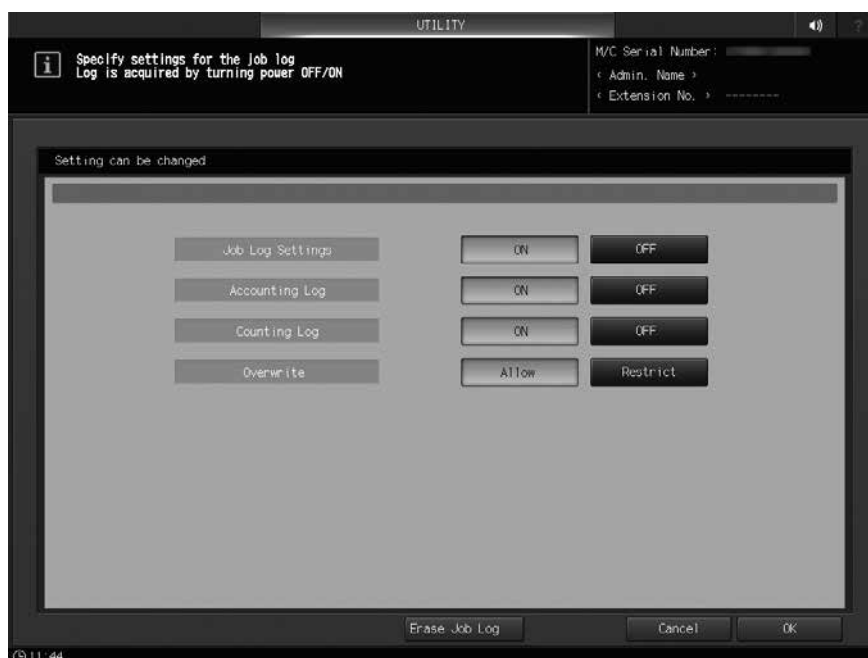 UTILITY
?
i
Specify settings for the job log
Log is acquired by turning power OFF/ON
M/C Serial Number:
< Admin. Name >
< Extension No. > --------
Setting can be changed
Job Log Settings ON OFF
Accounting Log ON OFF
Counting Log ON OFF
Overwrite Allow Restrict
Erase Job Log Cancel OK
11:44